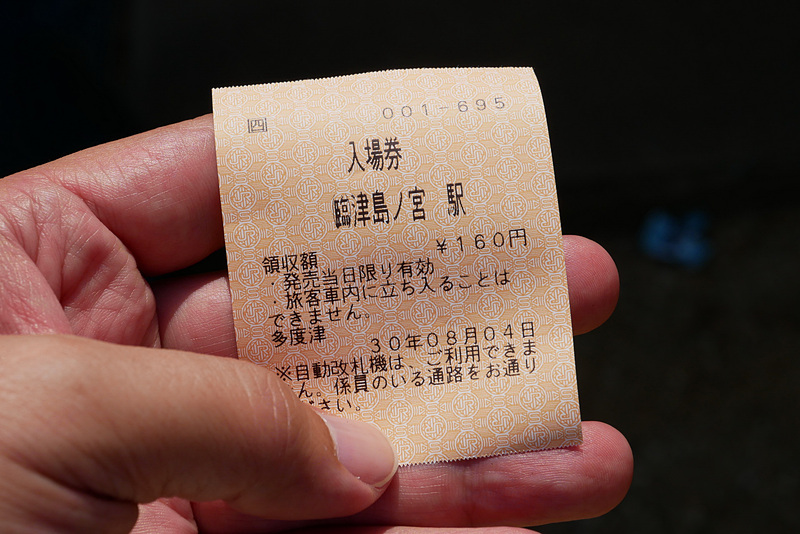 四 001-695
入場券
臨津島ノ宮 駅
領収額 ¥160円
・発売当日限り有効
・旅客車内に立ち入ることは
できません。
多度津 30年08月04日
※自動改札機は、ご利用できま
ん。係員のいる通路をお通り
ださい。